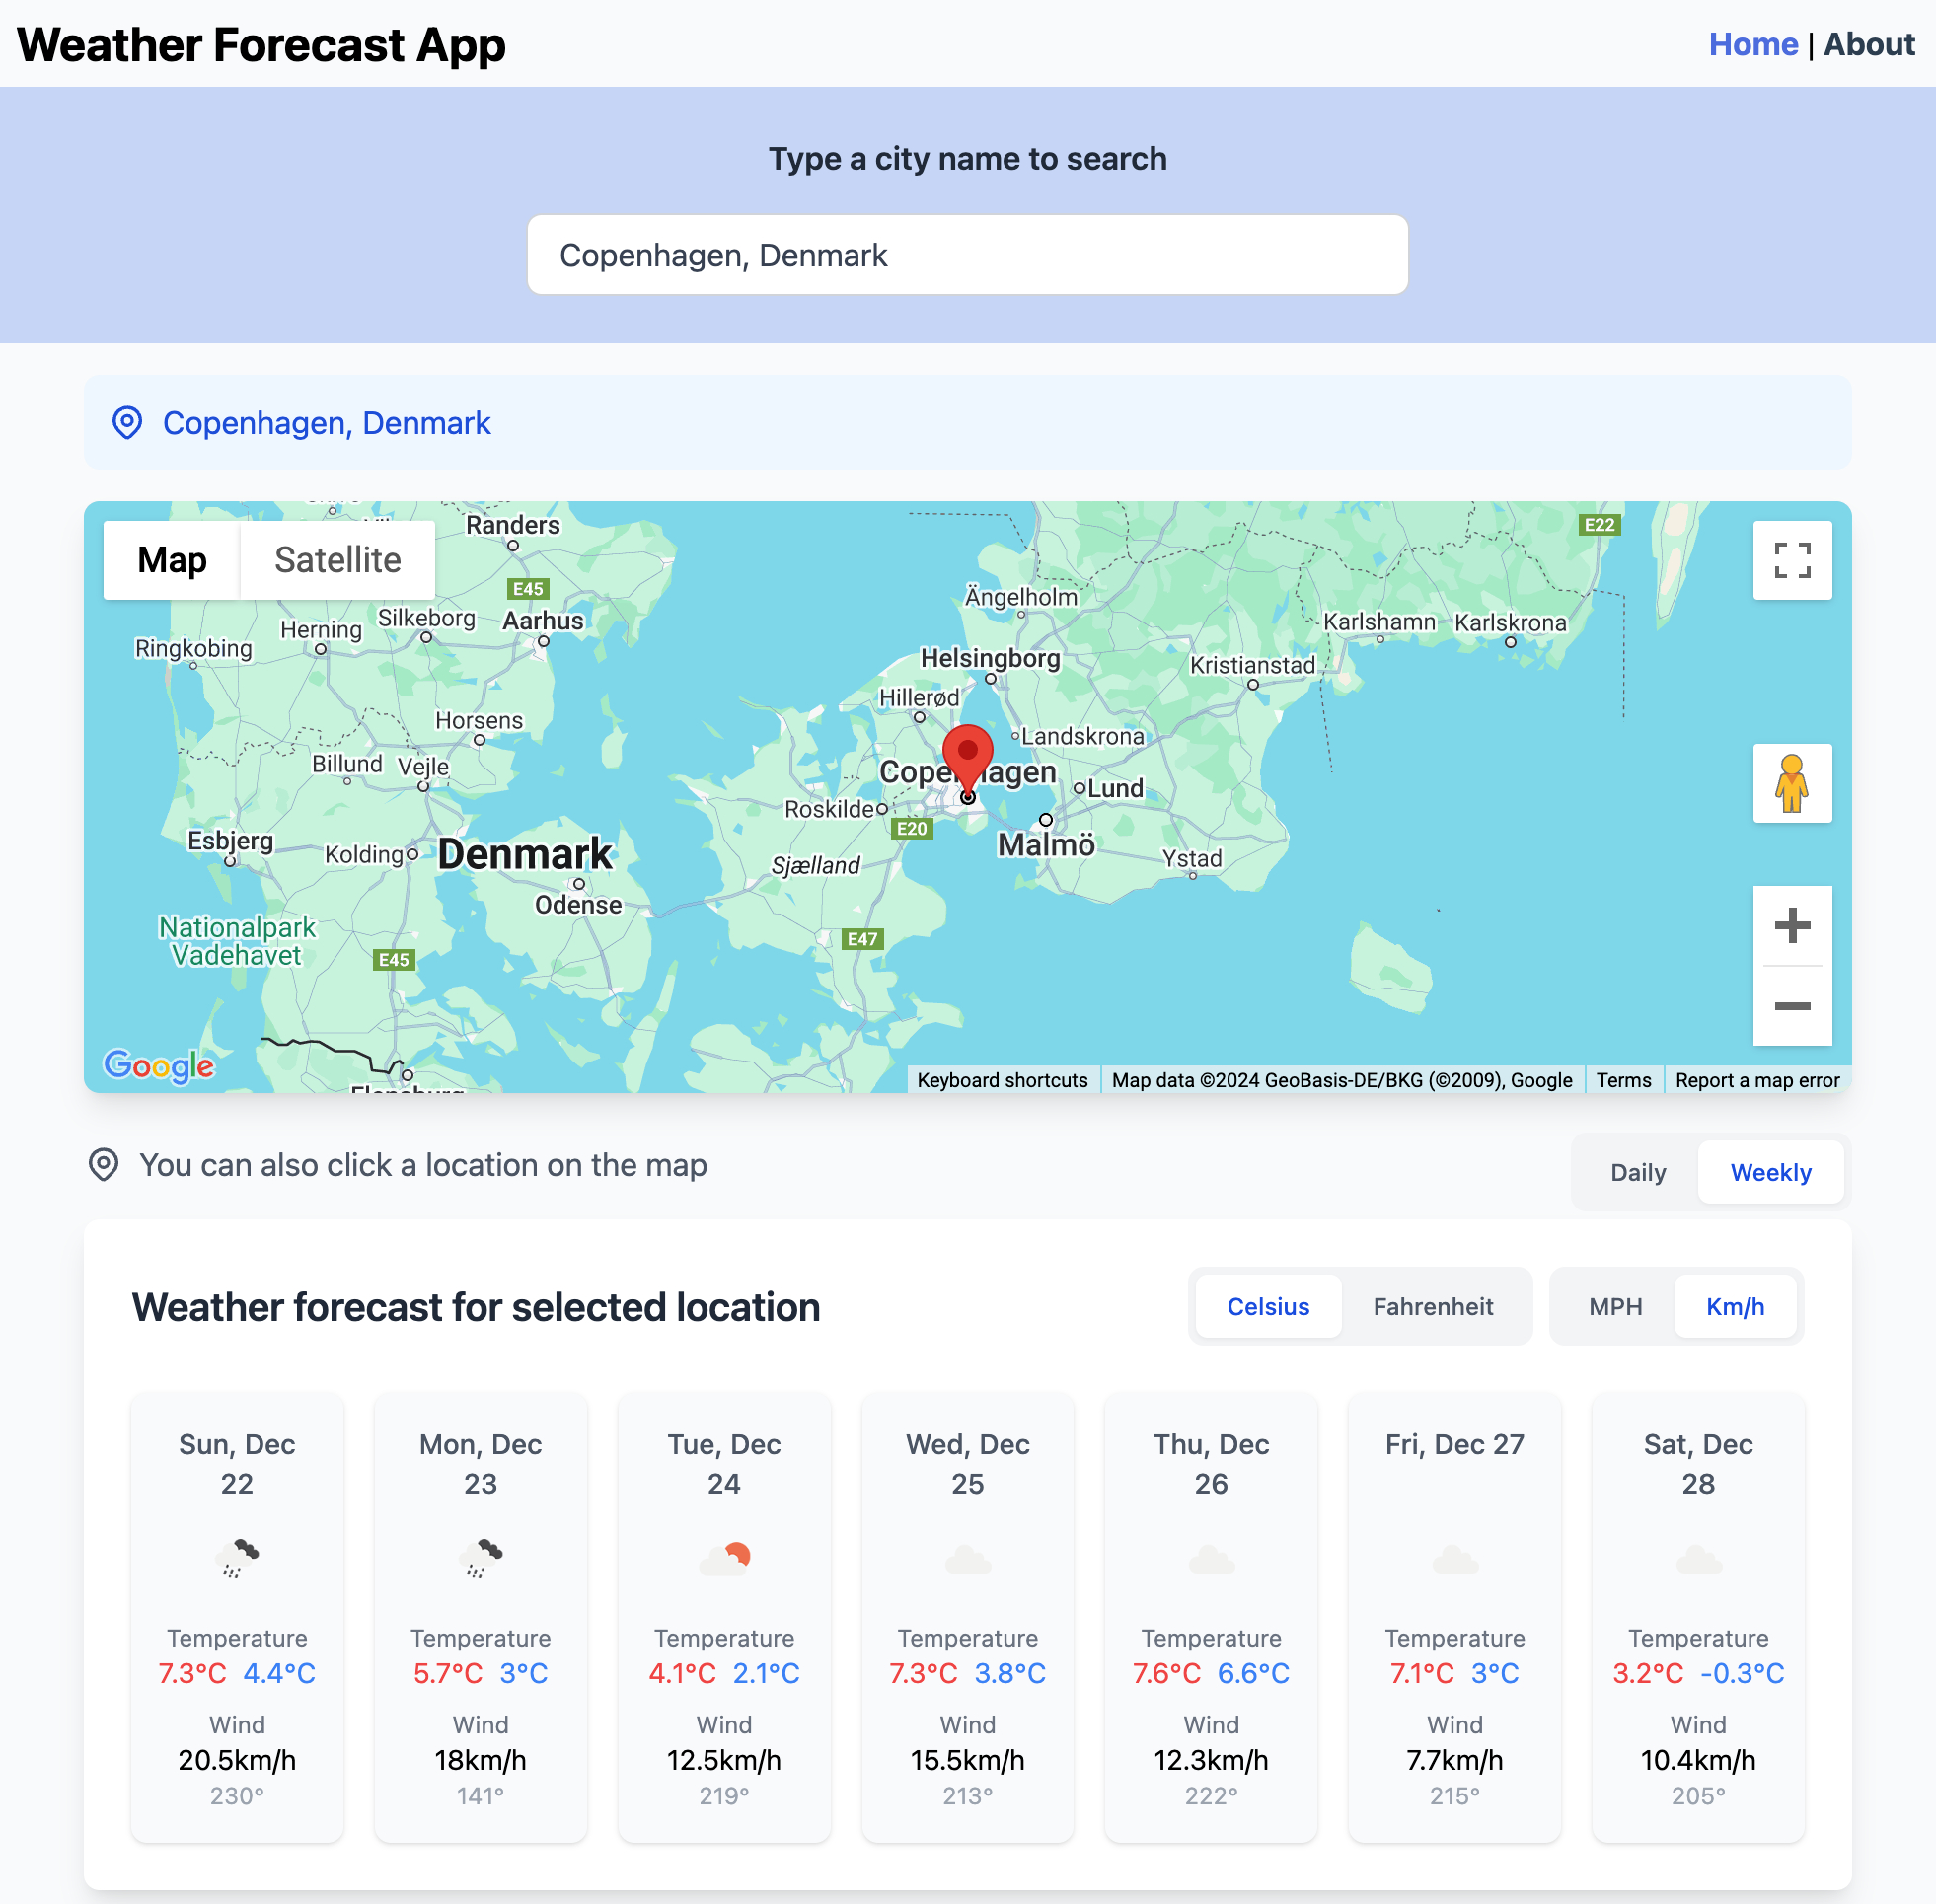 Weather Forecast App
Home | About
Type a city name to search
Copenhagen, Denmark
Copenhagen, Denmark
Map
Satellite
Randers
E22
E45
Ängelholm
Silkeborg
Aarhus
Herning
Karlshamn
Karlskrona
Ringkobing
Helsingborg
Kristianstad
Hillerød
Horsens
Landskrona
Billund
Vejle
Copenhagen
Lund
Roskilde
E20
Esbjerg
Kolding
Denmark
Malmö
Sjælland
Ystad
Odense
Nationalpark
Vadehavet
E47
E45
Google
Keyboard shortcuts
Map data ©2024 GeoBasis-DE/BKG (©2009), Google
Terms
Report a map error
You can also click a location on the map
Daily
Weekly
Weather forecast for selected location
Celsius
Fahrenheit
MPH
Km/h
Sun, Dec
22
Temperature
7.3°C 4.4°C
Wind
20.5km/h
230°
Mon, Dec
23
Temperature
5.7°C 3°C
Wind
18km/h
141°
Tue, Dec
24
Temperature
4.1°C 2.1°C
Wind
12.5km/h
219°
Wed, Dec
25
Temperature
7.3°C 3.8°C
Wind
15.5km/h
213°
Thu, Dec
26
Temperature
7.6°C 6.6°C
Wind
12.3km/h
222°
Fri, Dec 27
Temperature
7.1°C 3°C
Wind
7.7km/h
215°
Sat, Dec
28
Temperature
3.2°C -0.3°C
Wind
10.4km/h
205°